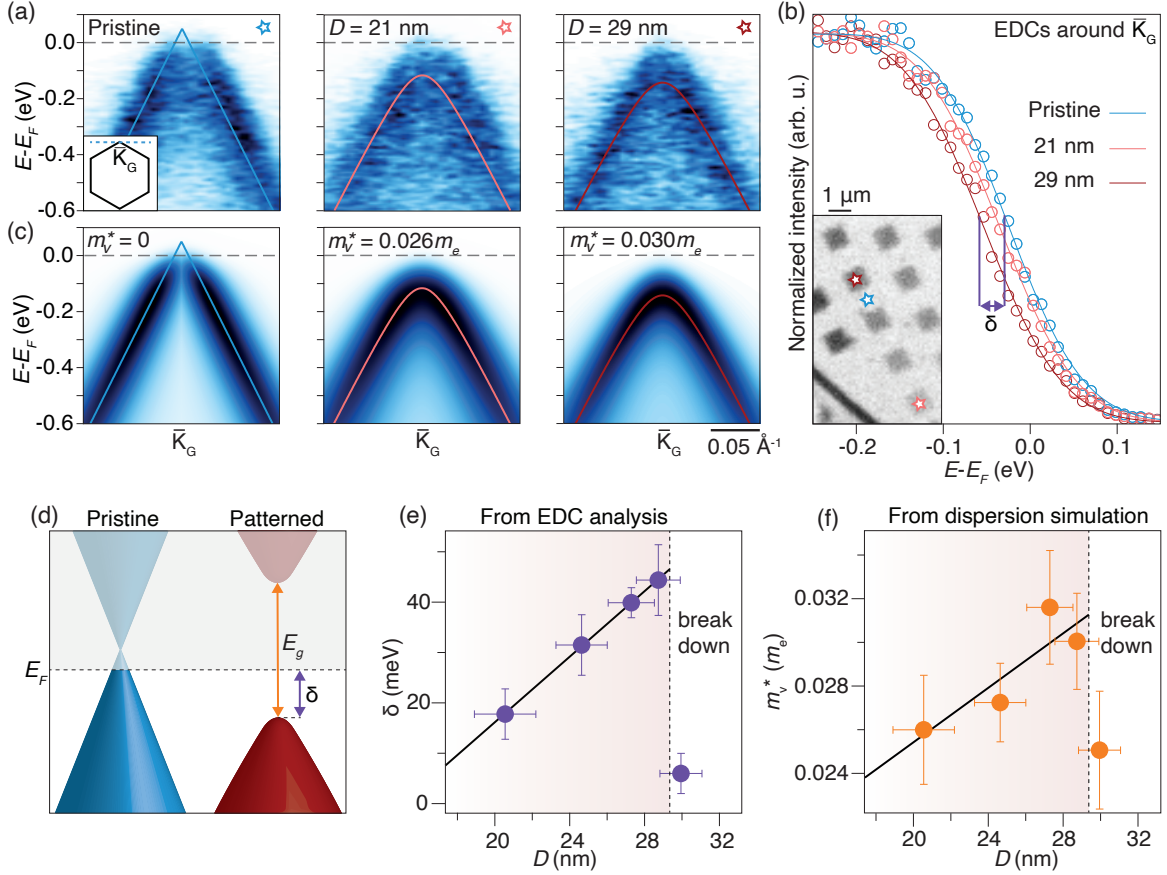 (a)
Pristine
D = 21 nm
D = 29 nm
E-E_F (eV)
0.0
-0.2
-0.4
-0.6
K̅_G
(b)
EDCs around K̅_G
Normalized intensity (arb. u.)
Pristine
21 nm
29 nm
1 μm
δ
-0.2
-0.1
0.0
0.1
E-E_F (eV)
(c)
m_v* = 0
m_v* = 0.026m_e
m_v* = 0.030m_e
E-E_F (eV)
0.0
-0.2
-0.4
-0.6
K̅_G
K̅_G
K̅_G
0.05 Å⁻¹
(d)
Pristine
Patterned
E_F
E_g
δ
(e)
From EDC analysis
δ (meV)
40
20
0
break
down
20
24
28
32
D (nm)
(f)
From dispersion simulation
m_v* (m_e)
0.032
0.028
0.024
break
down
20
24
28
32
D (nm)